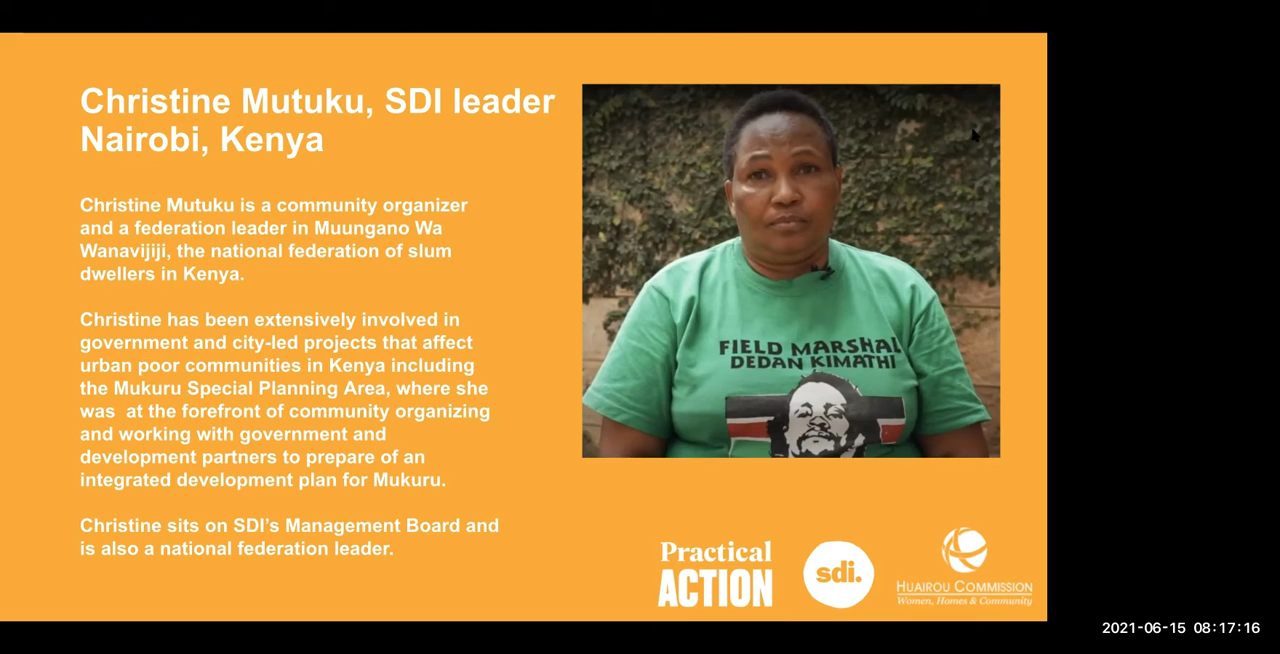 Christine Mutuku, SDI leader
Nairobi, Kenya
Christine Mutuku is a community organizer
and a federation leader in Muungano Wa
Wanavijiji, the national federation of slum
dwellers in Kenya.
Christine has been extensively involved in
government and city-led projects that affect
urban poor communities in Kenya including
the Mukuru Special Planning Area, where she
was at the forefront of community organizing
and working with government and
development partners to prepare of an
integrated development plan for Mukuru.
Christine sits on SDI’s Management Board and
is also a national federation leader.
FIELD MARSHAL
DEDAN KIMATHI
Practical
ACTION
sdi.
HUAIROU COMMISSION
Women, Homes & Community
2021-06-15 08:17:16